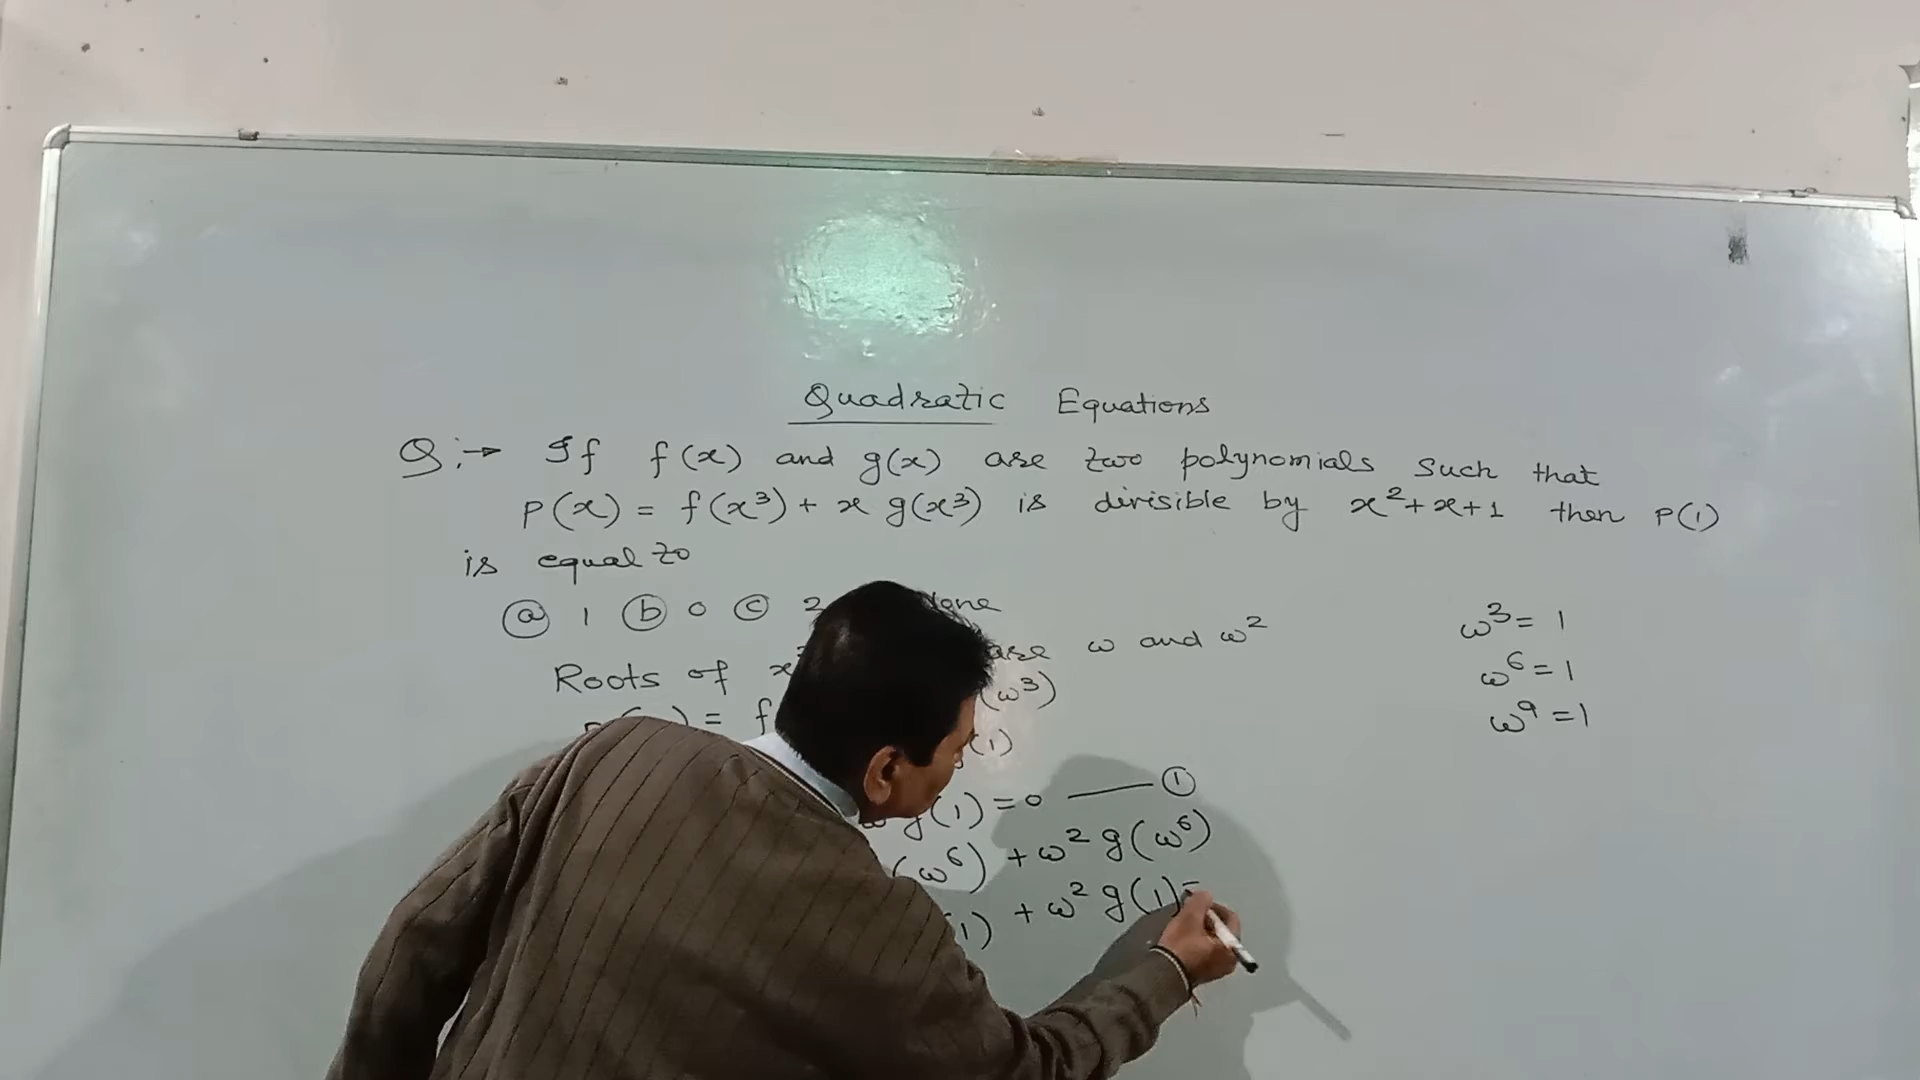 Quadratic Equations
Q:→ If f(x) and g(x) are two polynomials such that
P(x) = f(x³) + x g(x³) is divisible by x²+x+1 then P(1)
is equal to
ⓐ 1 ⓑ 0 ⓒ 2 None
Roots of x are ω and ω²
) = f (ω³)
(1)
g(1) = 0 —— ①
(ω⁶) + ω² g(ω⁶)
1) + ω² g(1) =
ω³ = 1
ω⁶ = 1
ω⁹ = 1